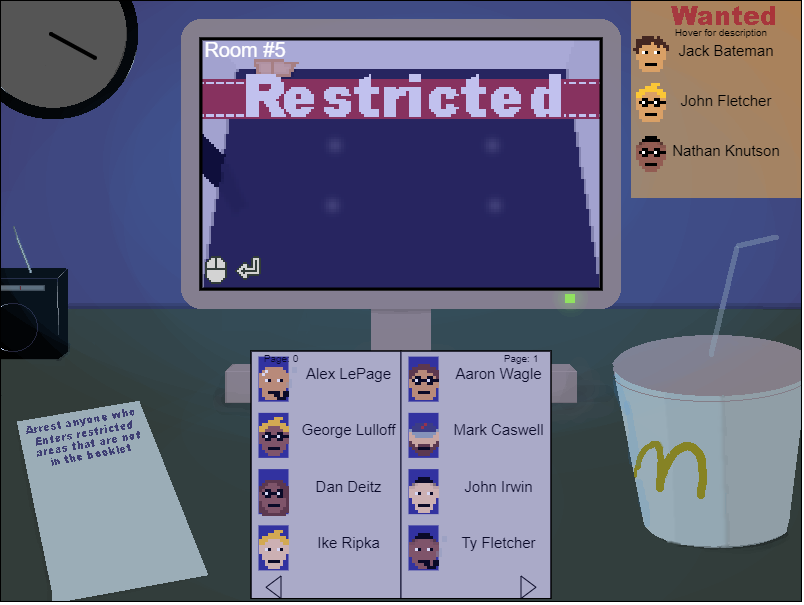 Room #5
Restricted
Wanted
Hover for description
Jack Bateman
John Fletcher
Nathan Knutson
Page: 0
Alex LePage
George Lulloff
Dan Deitz
Ike Ripka
Page: 1
Aaron Wagle
Mark Caswell
John Irwin
Ty Fletcher
Arrest anyone who
Enters restricted
areas that are not
in the booklet